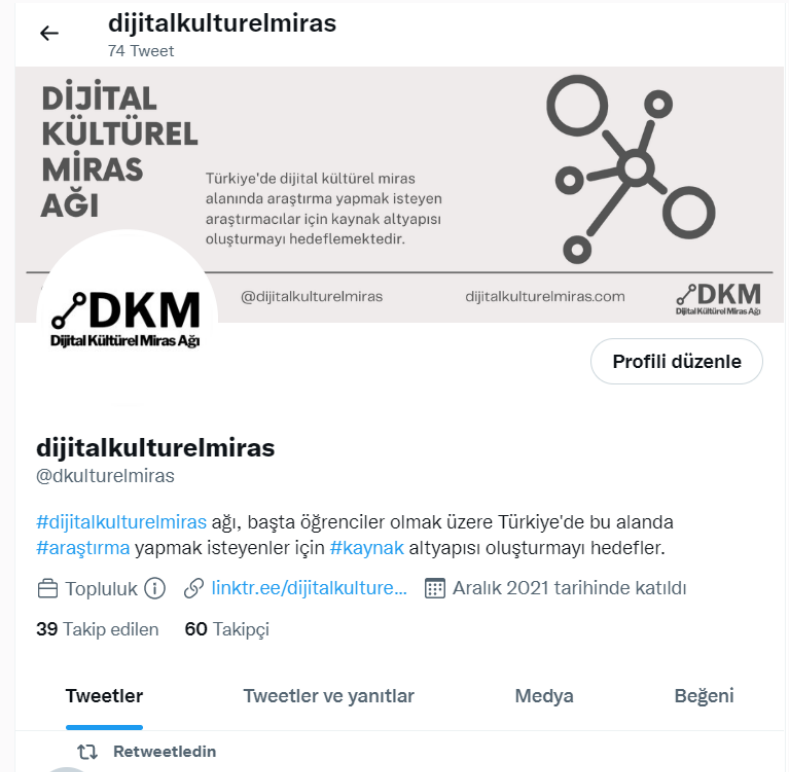 dijitalkulturelmiras
74 Tweet
DİJİTAL
KÜLTÜREL
MİRAS
AĞI
Türkiye'de dijital kültürel miras
alanında araştırma yapmak isteyen
araştırmacılar için kaynak altyapısı
oluşturmayı hedeflemektedir.
@dijitalkulturelmiras
dijitalkulturelmiras.com
DKM
Dijital Kültürel Miras Ağı
DKM
Dijital Kültürel Miras Ağı
Profili düzenle
dijitalkulturelmiras
@dkulturelmiras
#dijitalkulturelmiras ağı, başta öğrenciler olmak üzere Türkiye'de bu alanda
#araştırma yapmak isteyenler için #kaynak altyapısı oluşturmayı hedefler.
Topluluk linktr.ee/dijitalkulture... Aralık 2021 tarihinde katıldı
39 Takip edilen 60 Takipçi
Tweetler Tweetler ve yanıtlar Medya Beğeni
Retweetledin